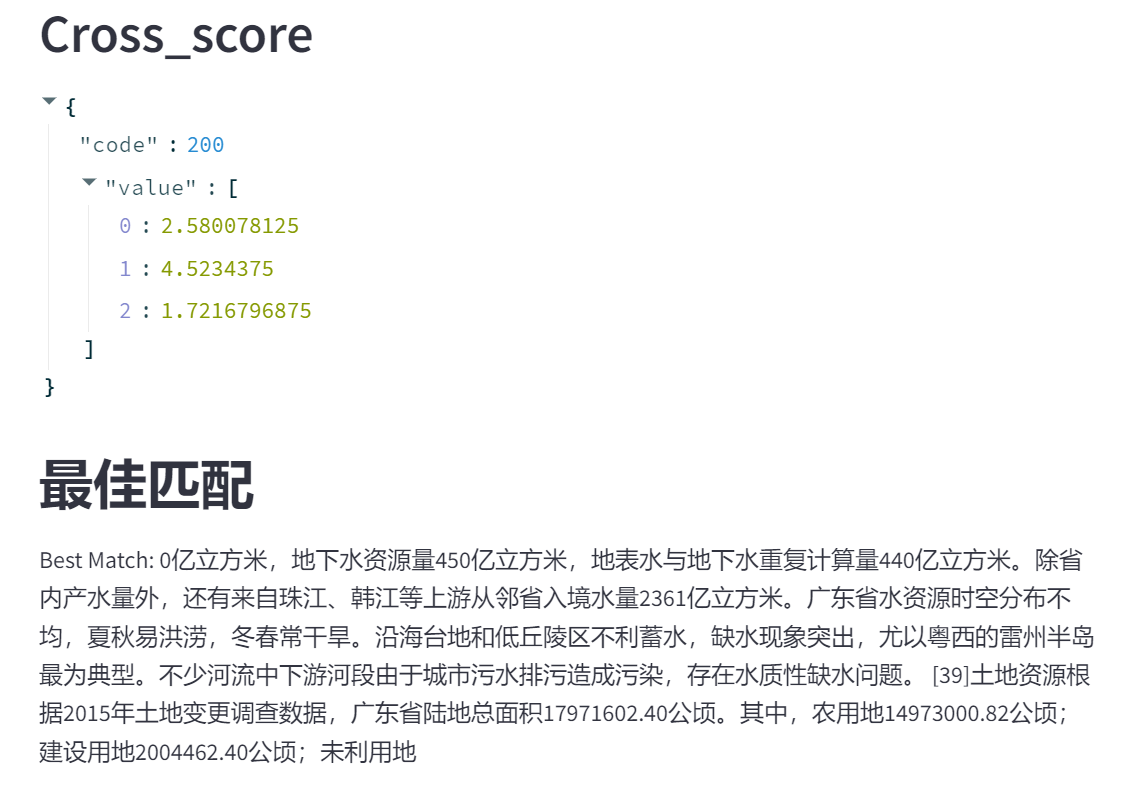 Cross_score
{
"code" : 200
"value" : [
0 : 2.580078125
1 : 4.5234375
2 : 1.7216796875
]
}
最佳匹配
Best Match: 0亿立方米，地下水资源量450亿立方米，地表水与地下水重复计算量440亿立方米。除省
内产水量外，还有来自珠江、韩江等上游从邻省入境水量2361亿立方米。广东省水资源时空分布不
均，夏秋易洪涝，冬春常干旱。沿海台地和低丘陵区不利蓄水，缺水现象突出，尤以粤西的雷州半岛
最为典型。不少河流中下游河段由于城市污水排污造成污染，存在水质性缺水问题。 [39]土地资源根
据2015年土地变更调查数据，广东省陆地总面积17971602.40公顷。其中，农用地14973000.82公顷；
建设用地2004462.40公顷；未利用地